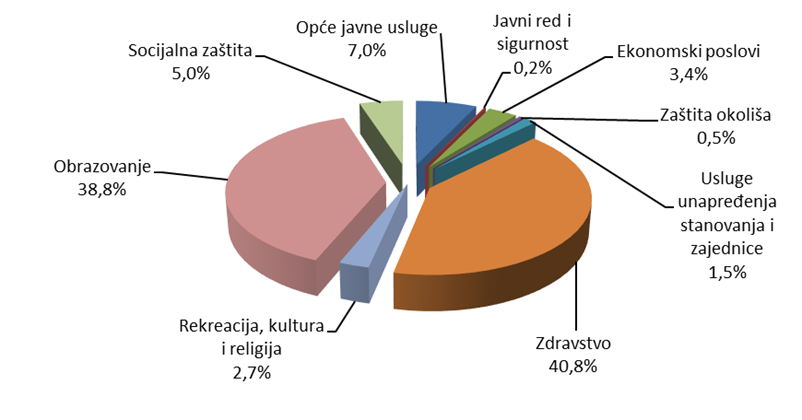 Opće javne usluge
7,0%
Javni red i
sigurnost
0,2%
Ekonomski poslovi
3,4%
Zaštita okoliša
0,5%
Usluge
unapređenja
stanovanja i
zajednice
1,5%
Zdravstvo
40,8%
Rekreacija, kultura
i religija
2,7%
Obrazovanje
38,8%
Socijalna zaštita
5,0%